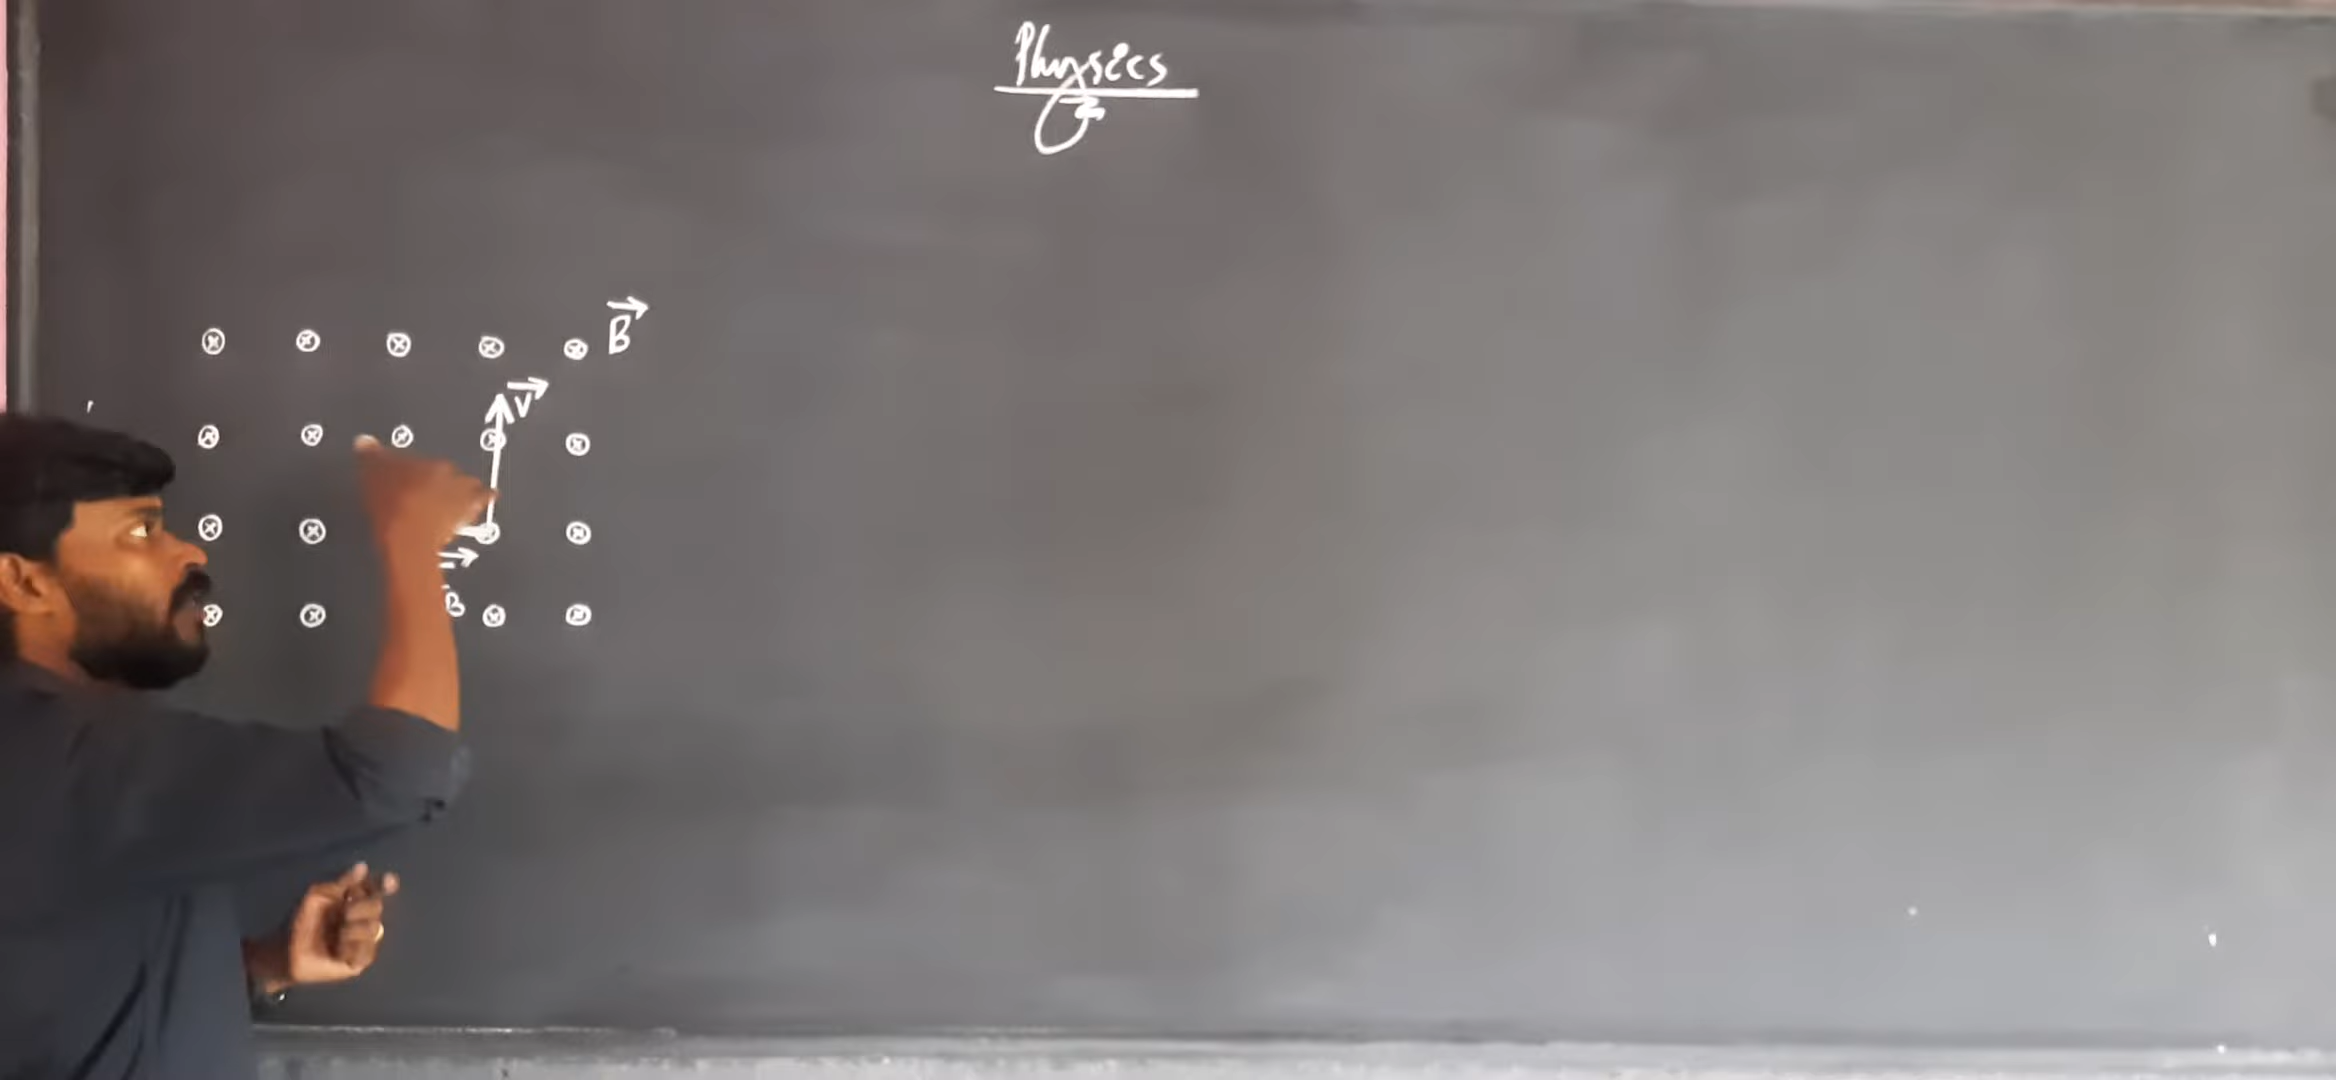 Physics
⊗ ⊗ ⊗ ⊗ ⊗ B⃗
V⃗
⊗ ⊗ ⊗ ⊗ ⊗
⊗ ⊗ ⊗ ⊗
B
⊗ ⊗ ⊗ ⊗